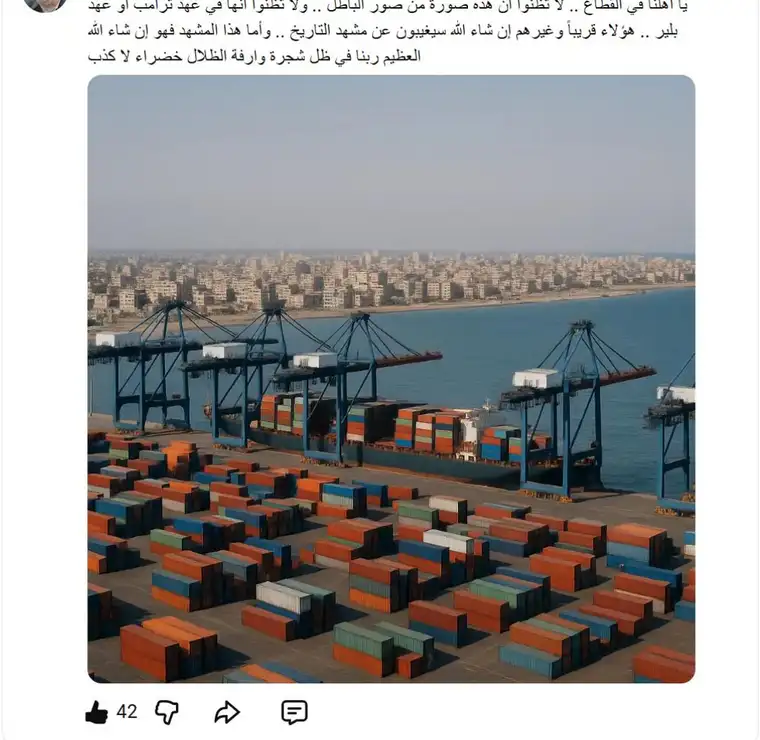 يا أهلنا في القطاع .. لا تظنوا أن هذه صورة من صور الباطل .. ولا تظنوا أنها في عهد ترامب أو عهد
بلير .. هؤلاء قريباً وغيرهم إن شاء الله سيغيبون عن مشهد التاريخ .. وأما هذا المشهد فهو إن شاء الله
العظيم ربنا في ظل شجرة وارفة الظلال خضراء لا كذب
42